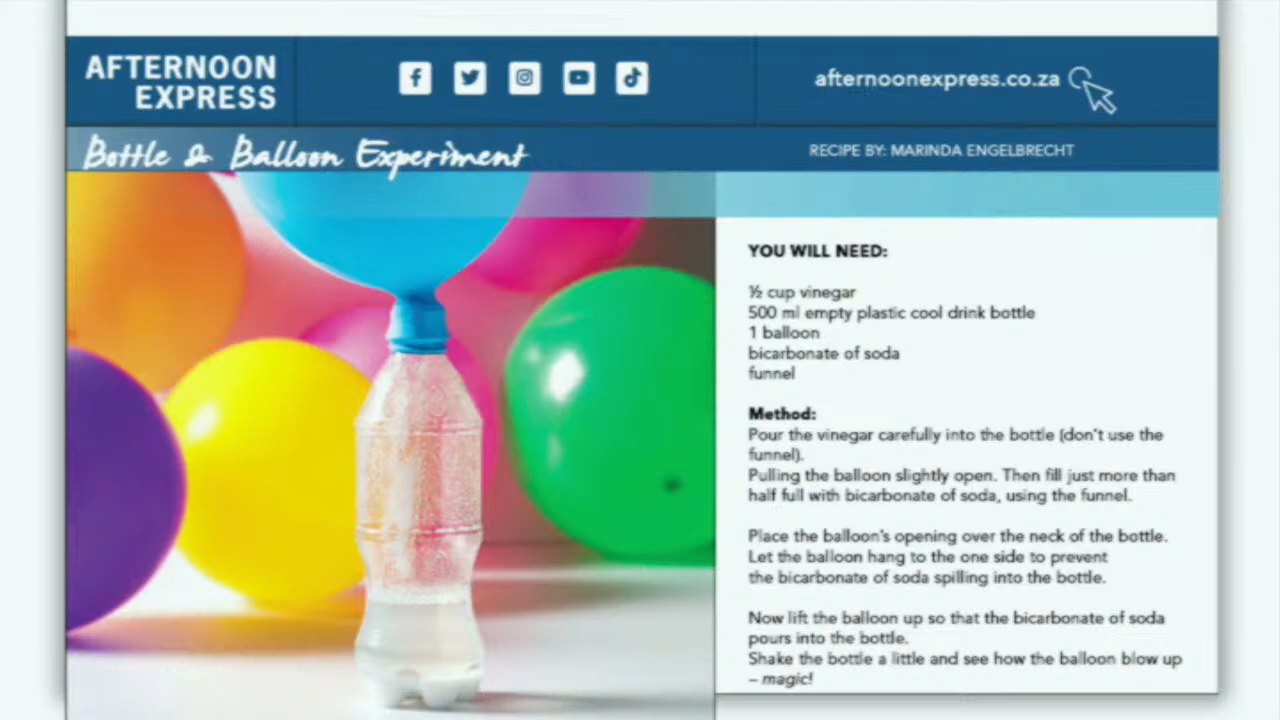 AFTERNOON
EXPRESS
afternoonexpress.co.za
Bottle & Balloon Experiment
RECIPE BY: MARINDA ENGELBRECHT
YOU WILL NEED:
½ cup vinegar
500 ml empty plastic cool drink bottle
1 balloon
bicarbonate of soda
funnel
Method:
Pour the vinegar carefully into the bottle (don't use the
funnel).
Pulling the balloon slightly open. Then fill just more than
half full with bicarbonate of soda, using the funnel.
Place the balloon's opening over the neck of the bottle.
Let the balloon hang to the one side to prevent
the bicarbonate of soda spilling into the bottle.
Now lift the balloon up so that the bicarbonate of soda
pours into the bottle.
Shake the bottle a little and see how the balloon blow up
– magic!